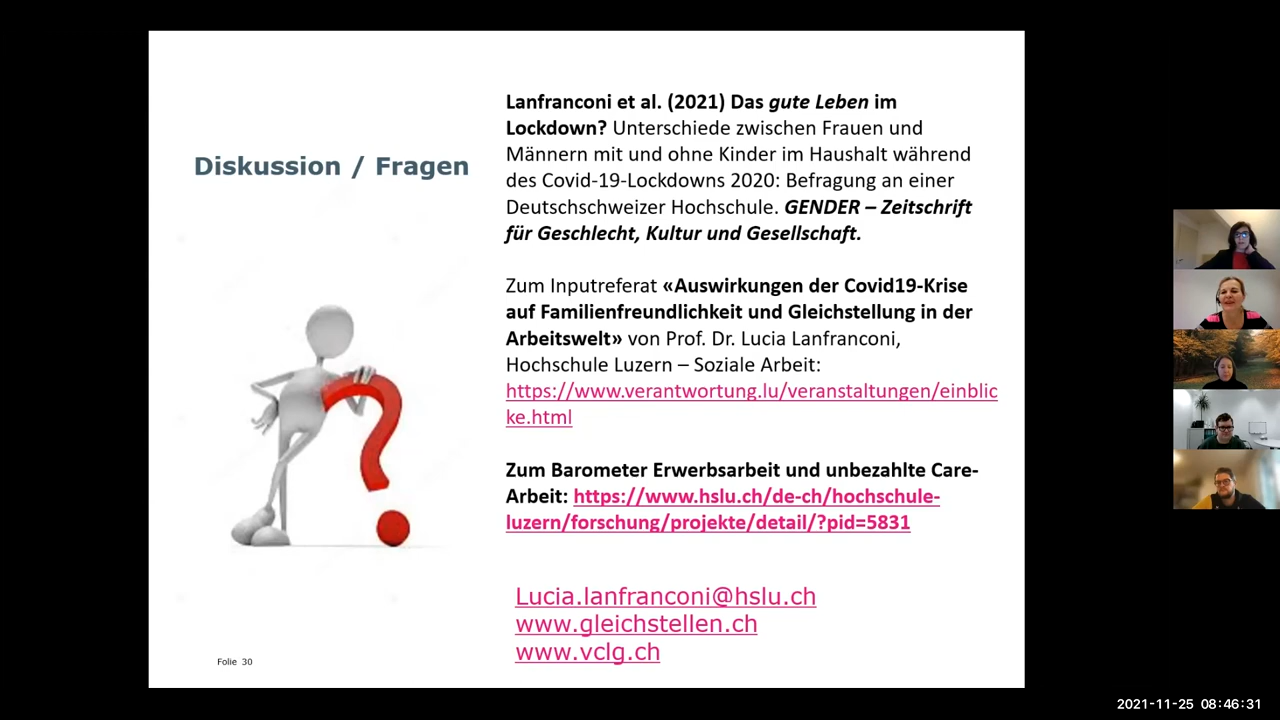 Diskussion / Fragen
Lanfranconi et al. (2021) Das gute Leben im
Lockdown? Unterschiede zwischen Frauen und
Männern mit und ohne Kinder im Haushalt während
des Covid-19-Lockdowns 2020: Befragung an einer
Deutschschweizer Hochschule. GENDER – Zeitschrift
für Geschlecht, Kultur und Gesellschaft.
Zum Inputreferat «Auswirkungen der Covid19-Krise
auf Familienfreundlichkeit und Gleichstellung in der
Arbeitswelt» von Prof. Dr. Lucia Lanfranconi,
Hochschule Luzern – Soziale Arbeit:
https://www.verantwortung.lu/veranstaltungen/einblic
ke.html
Zum Barometer Erwerbsarbeit und unbezahlte Care-
Arbeit: https://www.hslu.ch/de-ch/hochschule-
luzern/forschung/projekte/detail/?pid=5831
Lucia.lanfranconi@hslu.ch
www.gleichstellen.ch
www.vclg.ch
Folie 30
2021-11-25 08:46:31